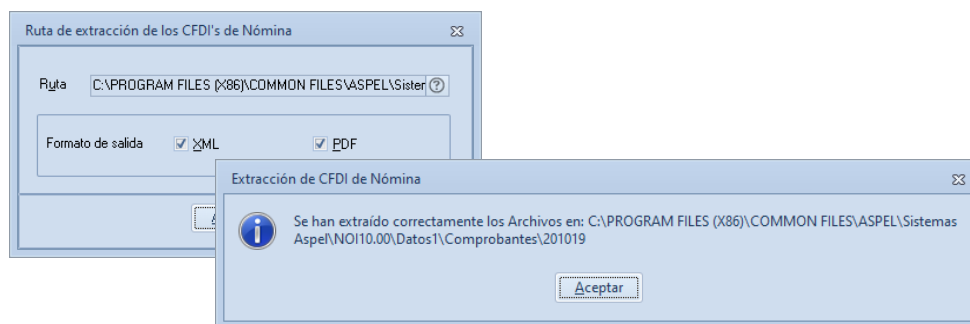 Ruta de extracción de los CFDI's de Nómina
Ruta C:\PROGRAM FILES (X86)\COMMON FILES\ASPEL\Sister
Formato de salida XML PDF
Extracción de CFDI de Nómina
Se han extraído correctamente los Archivos en: C:\PROGRAM FILES (X86)\COMMON FILES\ASPEL\Sistemas
Aspel\NOI10.00\Datos1\Comprobantes\201019
Aceptar